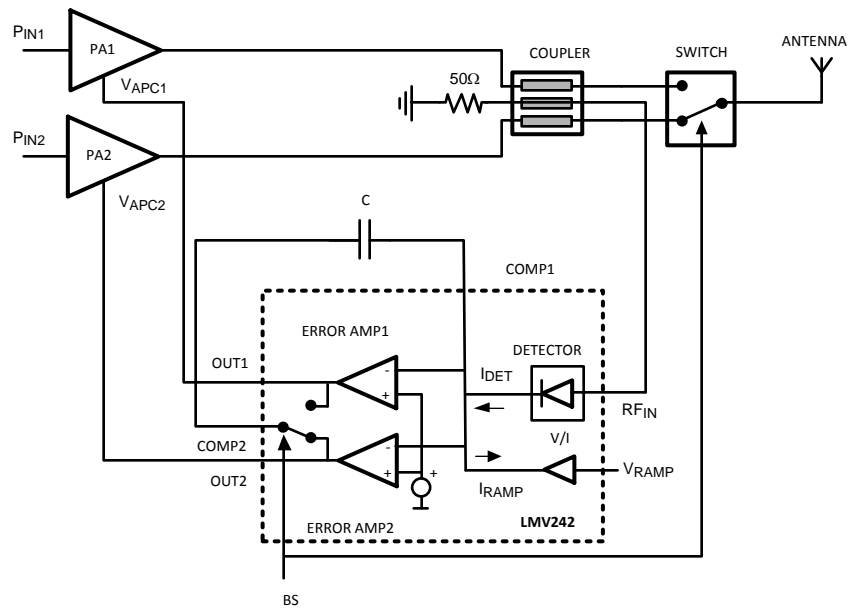 PIN1
PA1
VAPC1
COUPLER
SWITCH
ANTENNA
50Ω
PIN2
PA2
VAPC2
C
COMP1
ERROR AMP1
DETECTOR
OUT1
IDET
-
+
RFIN
V/I
COMP2
-
VRAMP
OUT2
+
+
IRAMP
LMV242
ERROR AMP2
BS